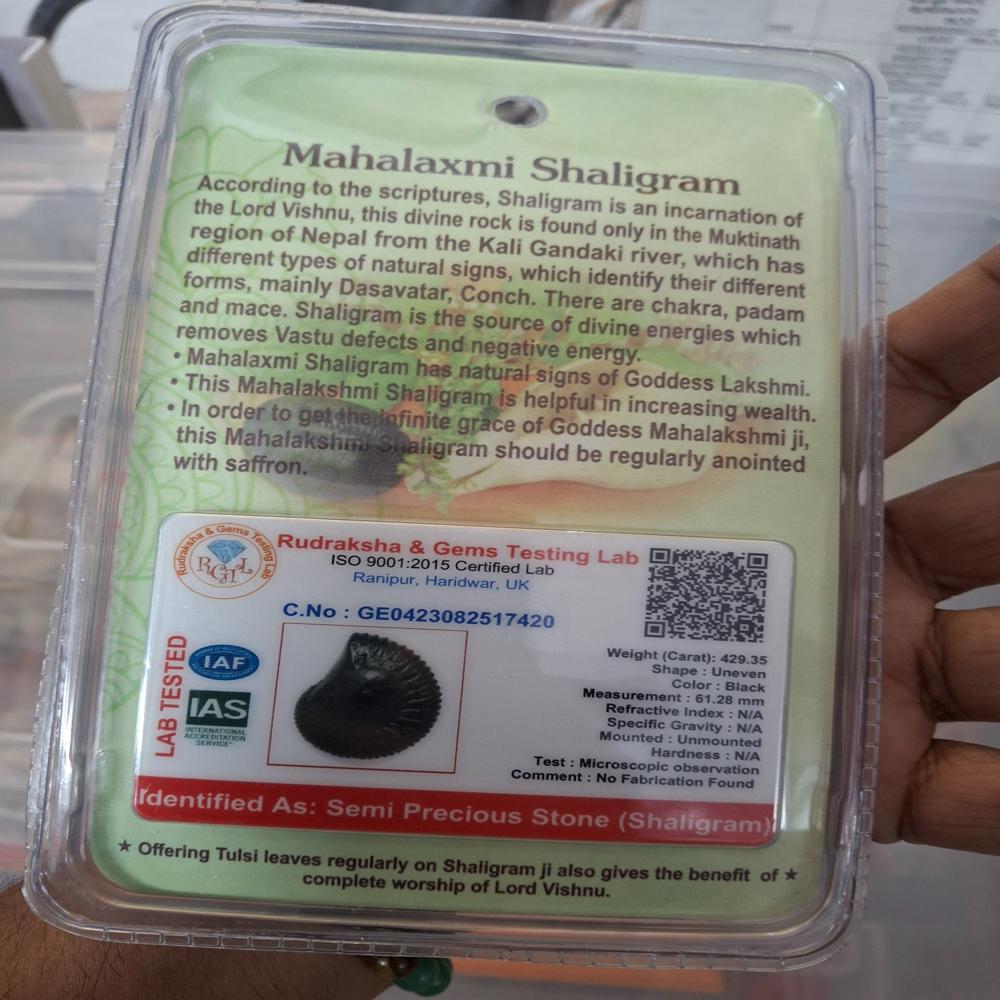 Mahalaxmi Shaligram
According to the scriptures, Shaligram is an incarnation of
the Lord Vishnu, this divine rock is found only in the Muktinath
region of Nepal from the Kali Gandaki river, which has
different types of natural signs, which identify their different
forms, mainly Dasavatar, Conch. There are chakra, padam
and mace. Shaligram is the source of divine energies which
removes Vastu defects and negative energy.
• Mahalaxmi Shaligram has natural signs of Goddess Lakshmi.
• This Mahalakshmi Shaligram is helpful in increasing wealth.
• In order to get the infinite grace of Goddess Mahalakshmi ji,
this Mahalakshmi Shaligram should be regularly anointed
with saffron.
Rudraksha & Gems Testing Lab
RGTL
Rudraksha & Gems Testing Lab
ISO 9001:2015 Certified Lab
Ranipur, Haridwar, UK
C.No : GE0423082517420
LAB TESTED
IAF
IAS
INTERNATIONAL
ACCREDITATION
SERVICE
Weight (Carat): 429.35
Shape : Uneven
Color : Black
Measurement : 61.28 mm
Refractive Index : N/A
Specific Gravity : N/A
Mounted : Unmounted
Hardness : N/A
Test : Microscopic observation
Comment : No Fabrication Found
Identified As: Semi Precious Stone (Shaligram)
★ Offering Tulsi leaves regularly on Shaligram ji also gives the benefit of ★
complete worship of Lord Vishnu.